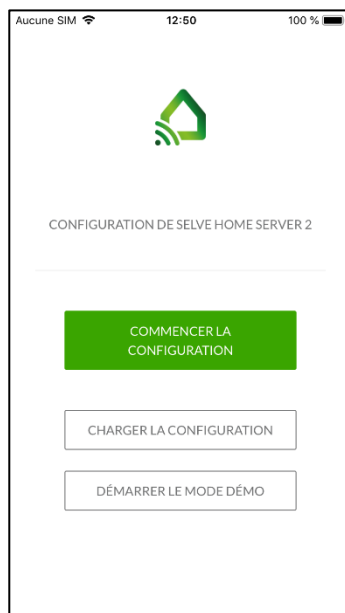 Aucune SIM 12:50 100 %
CONFIGURATION DE SELVE HOME SERVER 2
COMMENCER LA
CONFIGURATION
CHARGER LA CONFIGURATION
DÉMARRER LE MODE DÉMO